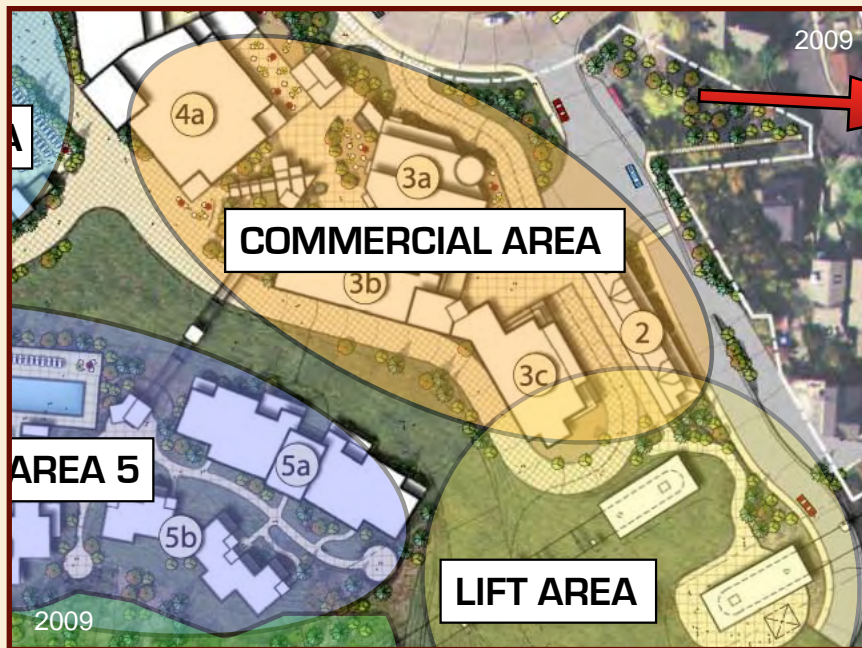 2009
4a
A
3a
COMMERCIAL AREA
3b
2
3c
AREA 5
5a
5b
LIFT AREA
2009